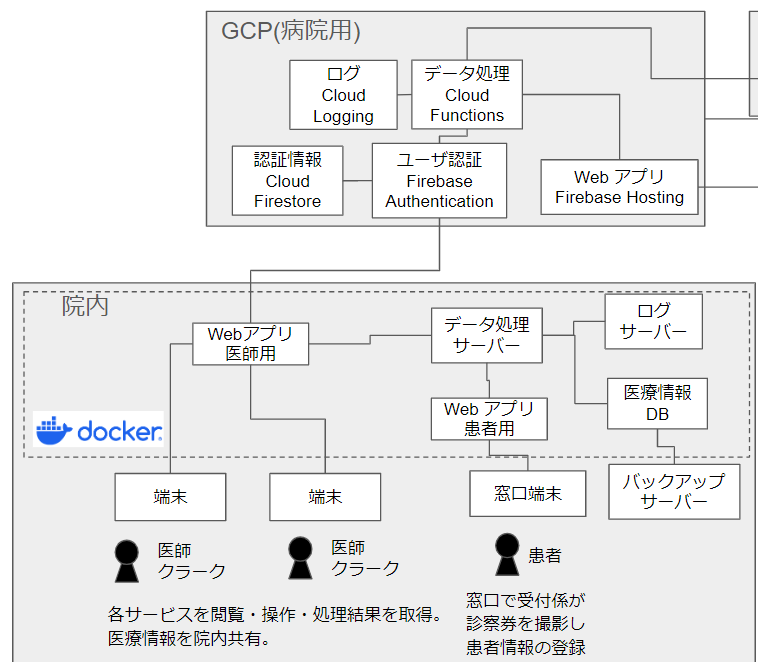 GCP(病院用)
ログ
Cloud
Logging
データ処理
Cloud
Functions
認証情報
Cloud
Firestore
ユーザ認証
Firebase
Authentication
Web アプリ
Firebase Hosting
院内
Webアプリ
医師用
データ処理
サーバー
ログ
サーバー
Web アプリ
患者用
医療情報
DB
docker
端末
端末
窓口端末
バックアップ
サーバー
医師
クラーク
医師
クラーク
患者
各サービスを閲覧・操作・処理結果を取得。
医療情報を院内共有。
窓口で受付係が
診察券を撮影し
患者情報の登録